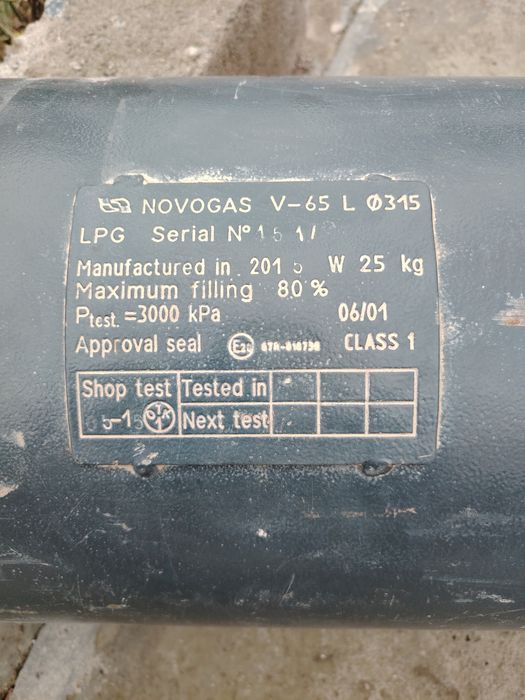 NOVOGAS V-65 L Ø315
LPG Serial Nº
Manufactured in 2015 W 25 kg
Maximum filling 80 %
Ptest. =3000 kPa 06/01
Approval seal CLASS 1
Shop test Tested in
Next test